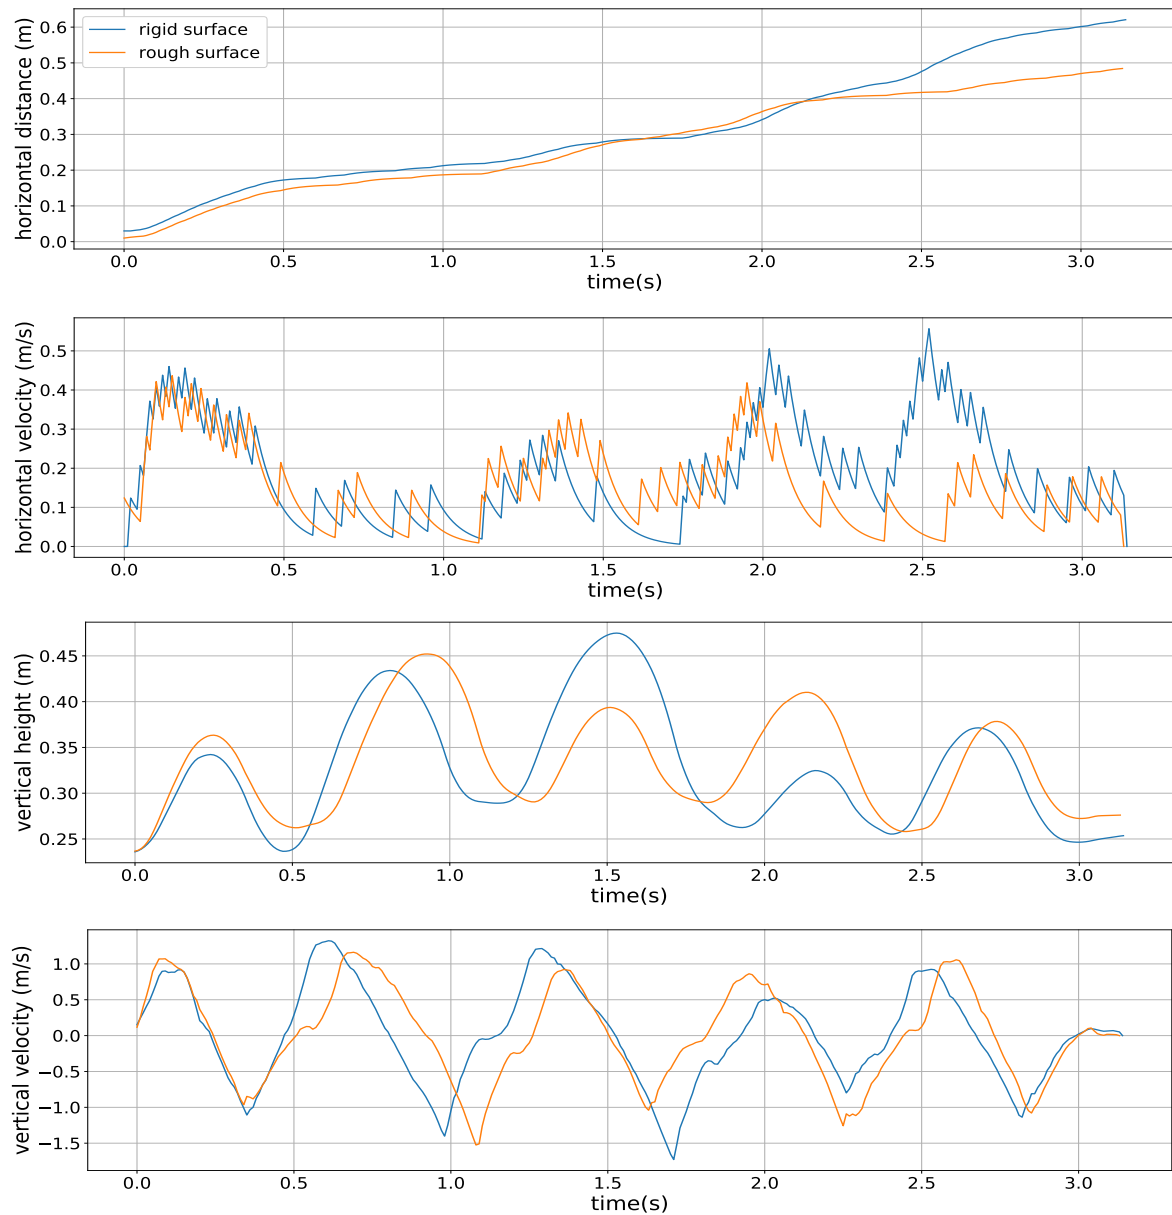 rigid surface
rough surface
horizontal distance (m)
0.6
0.5
0.4
0.3
0.2
0.1
0.0
0.0 0.5 1.0 1.5 2.0 2.5 3.0
time(s)
horizontal velocity (m/s)
0.5
0.4
0.3
0.2
0.1
0.0
0.0 0.5 1.0 1.5 2.0 2.5 3.0
time(s)
vertical height (m)
0.45
0.40
0.35
0.30
0.25
0.0 0.5 1.0 1.5 2.0 2.5 3.0
time(s)
vertical velocity (m/s)
1.0
0.5
0.0
−0.5
−1.0
−1.5
0.0 0.5 1.0 1.5 2.0 2.5 3.0
time(s)